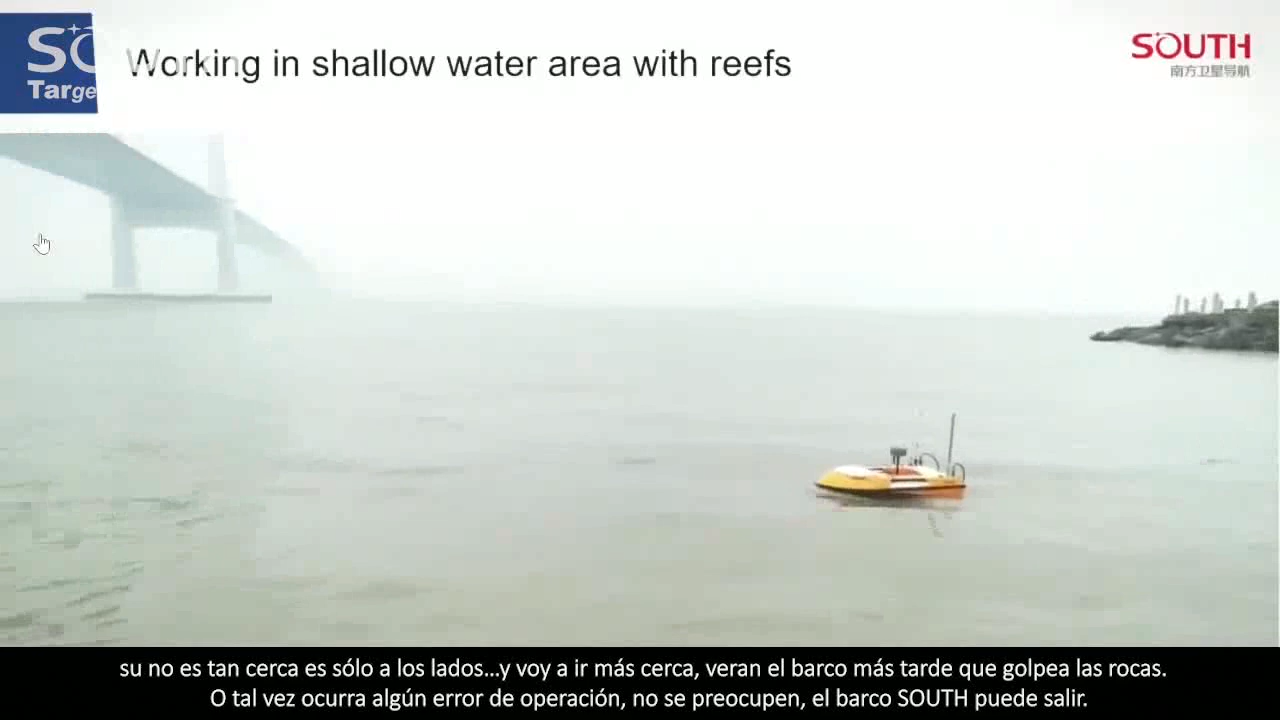 SO
Target
Working in shallow water area with reefs
SOUTH
南方卫星导航
su no es tan cerca es sólo a los lados...y voy a ir más cerca, veran el barco más tarde que golpea las rocas.
O tal vez ocurra algún error de operación, no se preocupen, el barco SOUTH puede salir.